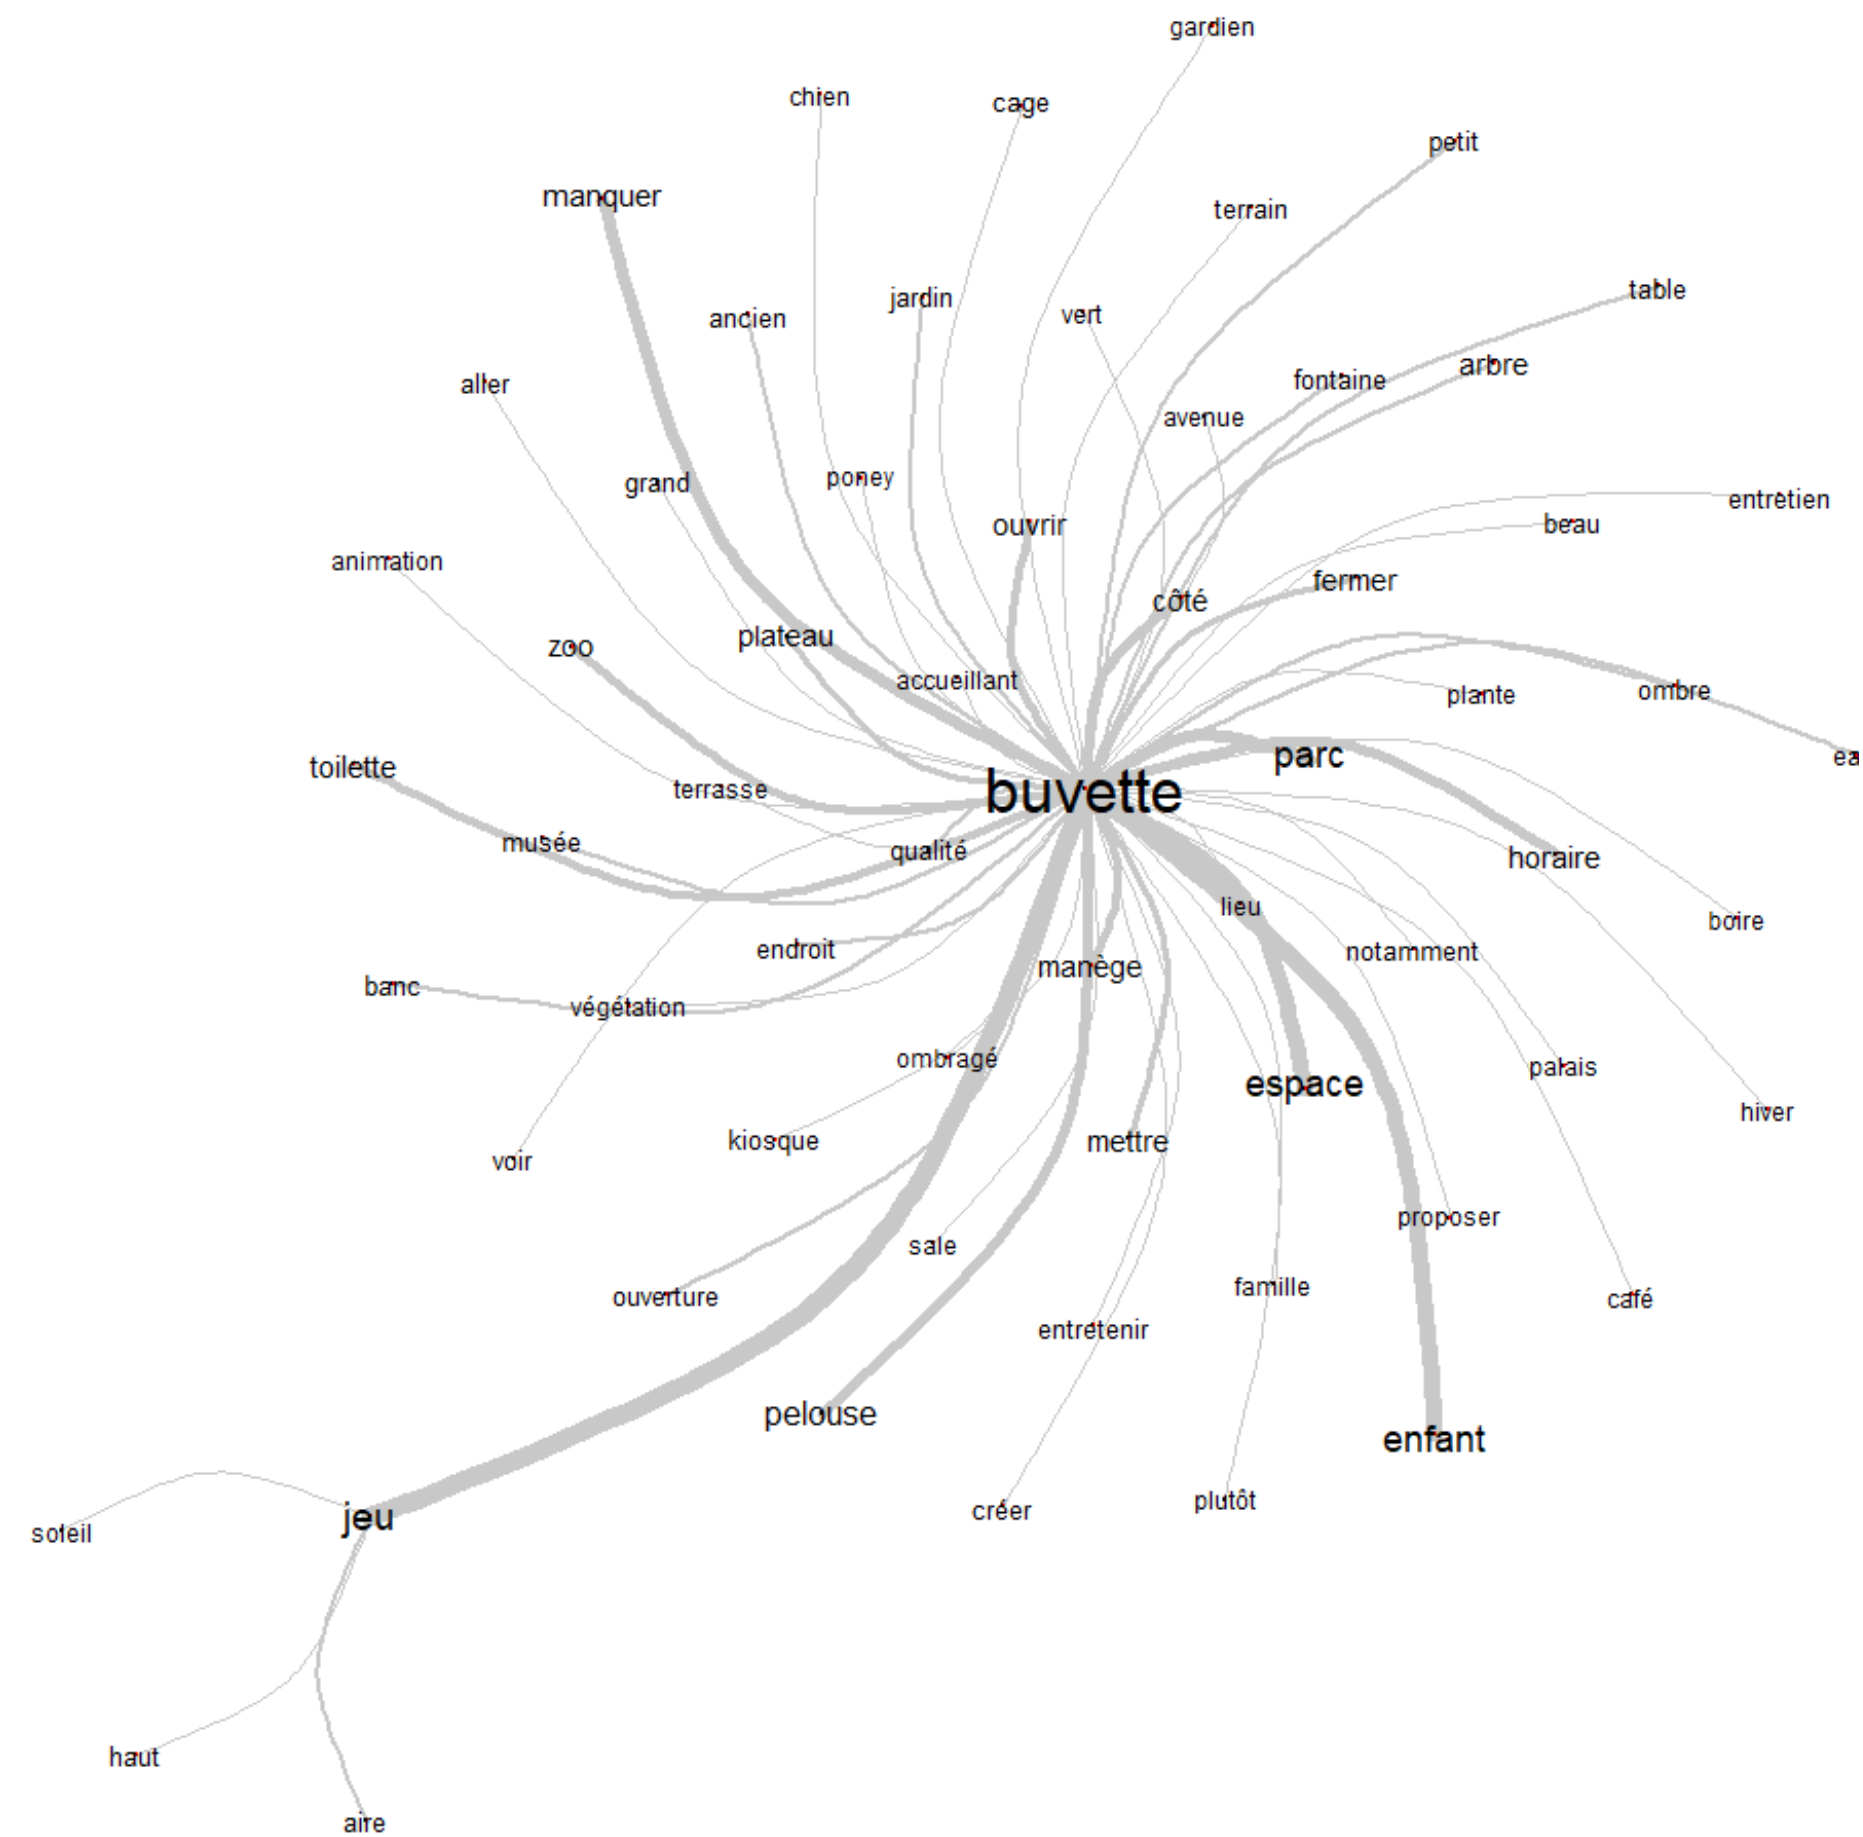 gardien
chien
cage
petit
manquer
terrain
table
jardin
ancien
vert
arbre
fontaine
aller
avenue
poney
grand
entretien
beau
ouvrir
animation
fermer
côté
plateau
zoo
accueillant
ombre
plante
parc
ea
toilette
terrasse
buvette
musée
qualité
horaire
lieu
boire
endroit
notamment
manège
banc
végétation
ombragé
palais
espace
hiver
kiosque
mettre
voir
proposer
sale
famille
ouverture
café
entretenir
pelouse
enfant
plutôt
créer
jeu
soleil
haut
aire